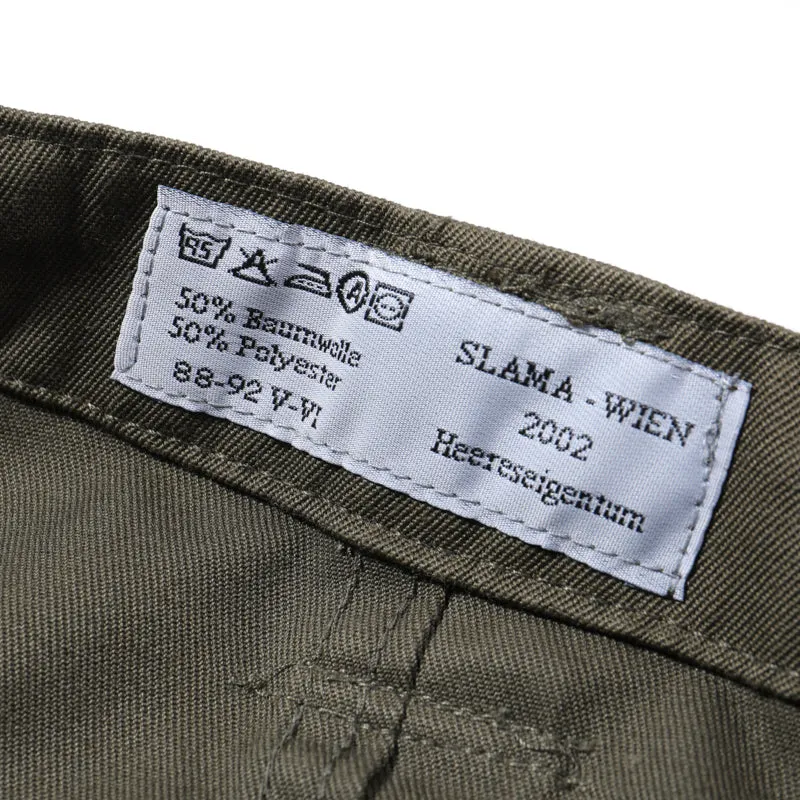 95 A
50% Baumwolle
50% Polyester
88-92 V-VI
SLAMA - WIEN
2002
Heereseigentum